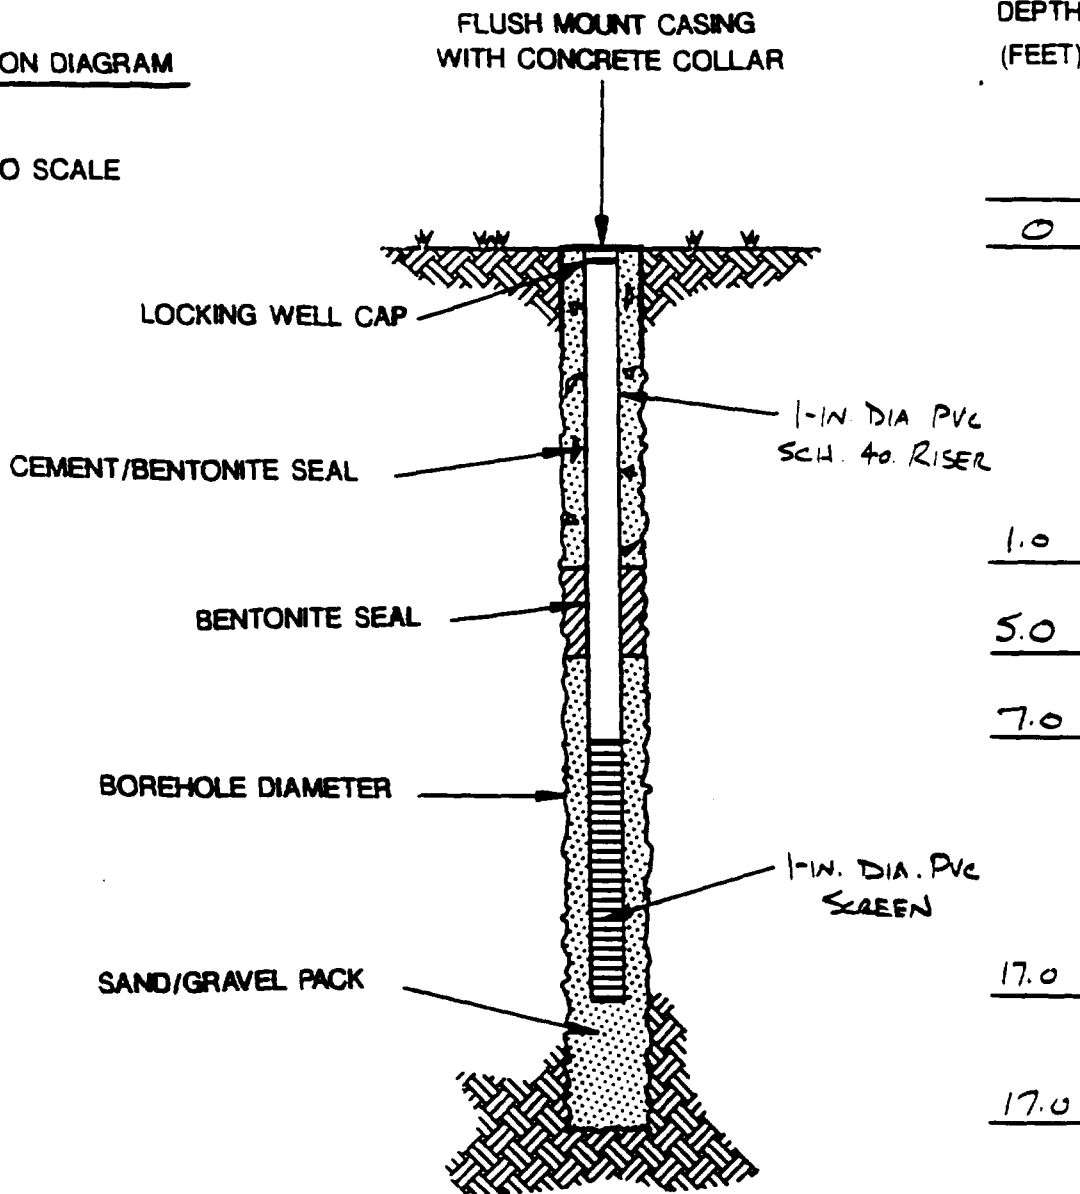 FLUSH MOUNT CASING
WITH CONCRETE COLLAR
DEPTH
(FEET)
ON DIAGRAM
O SCALE
0
LOCKING WELL CAP
1-IN. DIA PVC
SCH. 40. RISER
CEMENT/BENTONITE SEAL
1.0
BENTONITE SEAL
5.0
7.0
BOREHOLE DIAMETER
1-IN. DIA. PVC
SCREEN
SAND/GRAVEL PACK
17.0
17.0